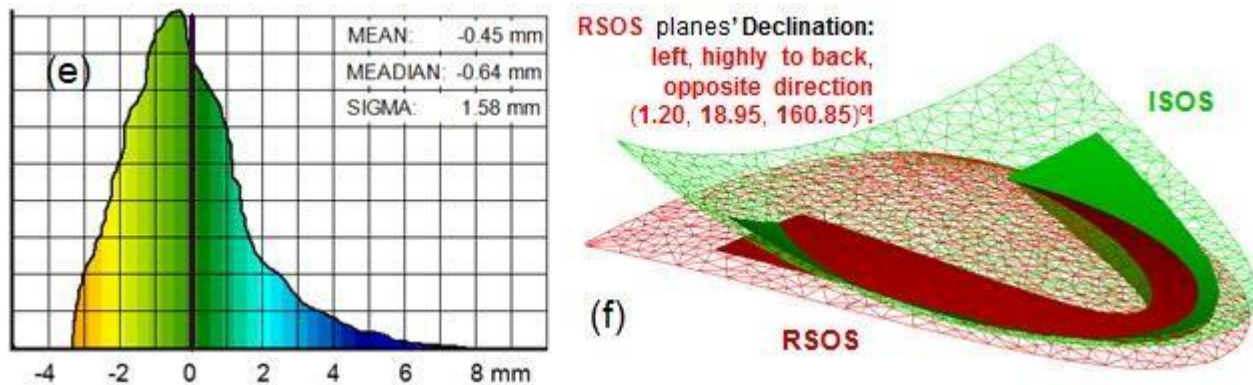 (e)
MEAN: -0.45 mm
MEADIAN: -0.64 mm
SIGMA: 1.58 mm
-4 -2 0 2 4 6 8 mm
RSOS planes' Declination:
left, highly to back,
opposite direction
(1.20, 18.95, 160.85)º!
ISOS
(f)
RSOS